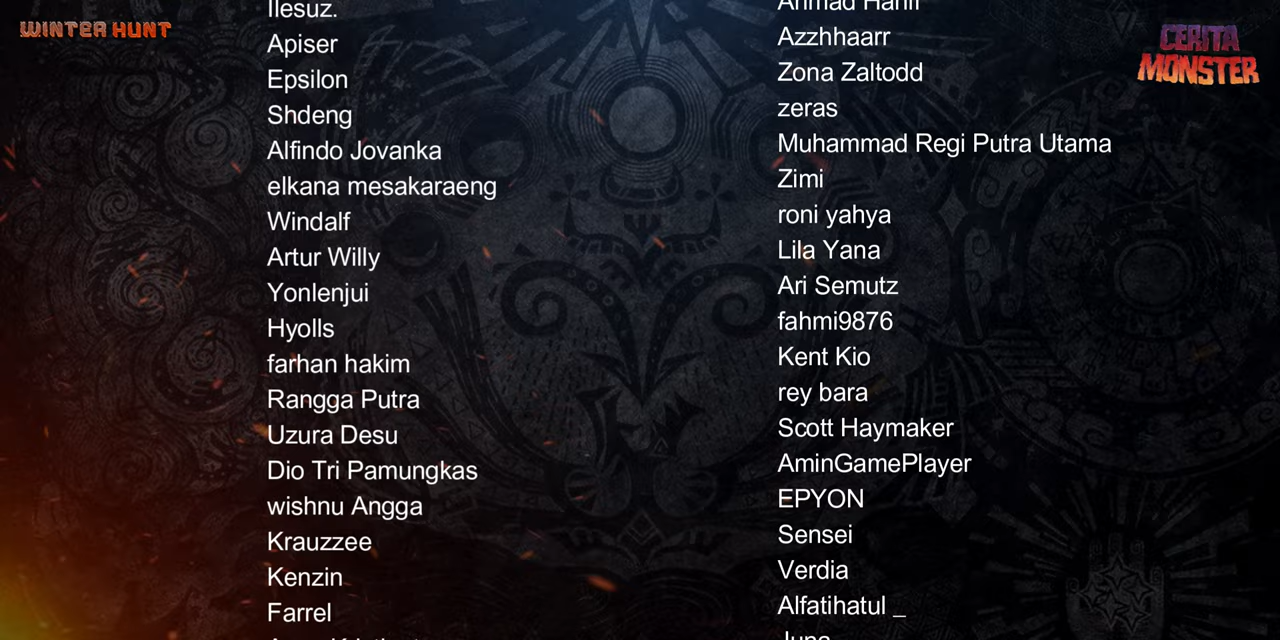 WINTER HUNT
CERITA
MONSTER
Ilesuz.
Apiser
Epsilon
Shdeng
Alfindo Jovanka
elkana mesakaraeng
Windalf
Artur Willy
Yonlenjui
Hyolls
farhan hakim
Rangga Putra
Uzura Desu
Dio Tri Pamungkas
wishnu Angga
Krauzzee
Kenzin
Farrel
Ahmad Hanif
Azzhhaarr
Zona Zaltodd
zeras
Muhammad Regi Putra Utama
Zimi
roni yahya
Lila Yana
Ari Semutz
fahmi9876
Kent Kio
rey bara
Scott Haymaker
AminGamePlayer
EPYON
Sensei
Verdia
Alfatihatul _